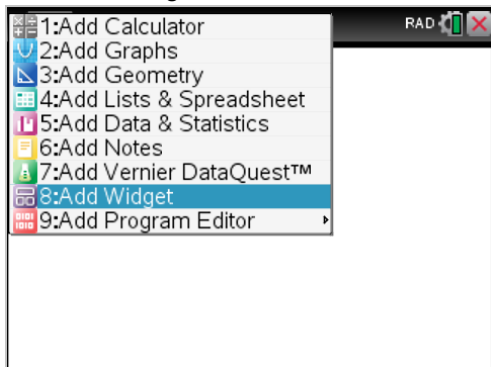 1:Add Calculator
RAD
2:Add Graphs
3:Add Geometry
4:Add Lists & Spreadsheet
5:Add Data & Statistics
6:Add Notes
7:Add Vernier DataQuest™
8:Add Widget
9:Add Program Editor